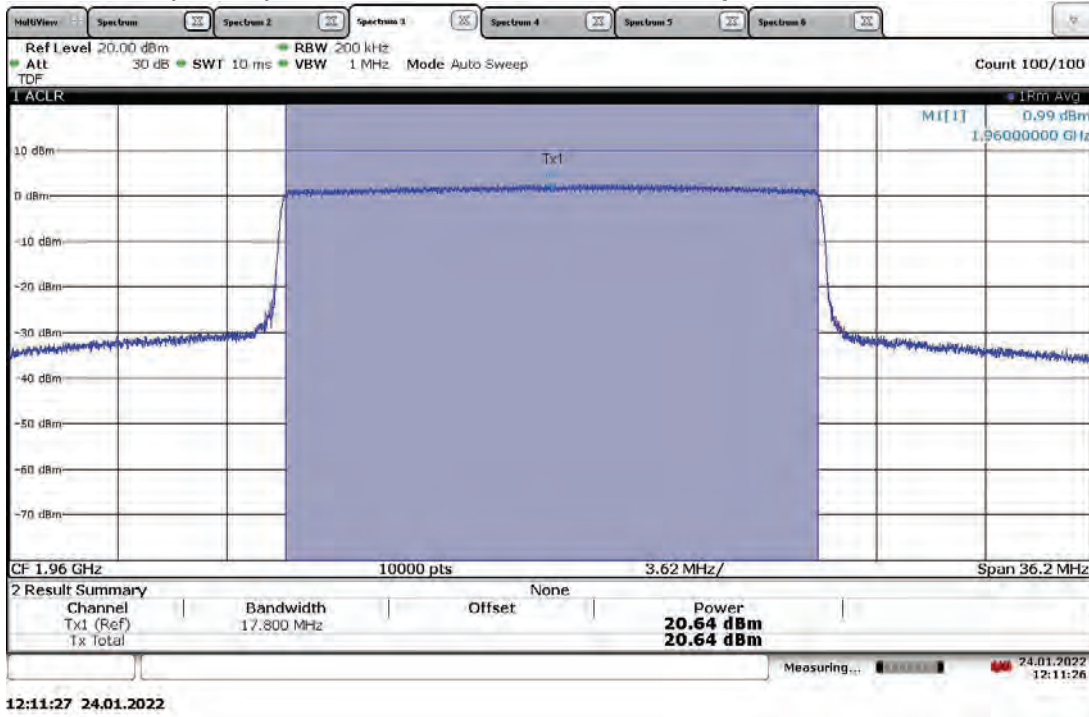 MultiView Spectrum Spectrum 2 Spectrum 3 Spectrum 4 Spectrum 5 Spectrum 6
Ref Level 20.00 dBm RBW 200 kHz
Att 30 dB SWT 10 ms VBW 1 MHz Mode Auto Sweep Count 100/100
TDF
1 ACLR 1Rm Avg
M1[1] 0.99 dBm
1.96000000 GHz
10 dBm
Tx1
0 dBm
-10 dBm
-20 dBm
-30 dBm
-40 dBm
-50 dBm
-60 dBm
-70 dBm
CF 1.96 GHz 10000 pts 3.62 MHz/ Span 36.2 MHz
2 Result Summary None
Channel Bandwidth Offset Power
Tx1 (Ref) 17.800 MHz 20.64 dBm
Tx Total 20.64 dBm
Measuring... 24.01.2022
12:11:26
12:11:27 24.01.2022